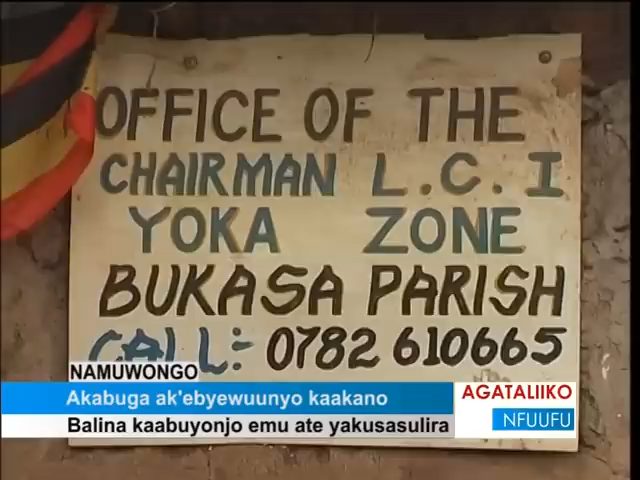 OFFICE OF THE
CHAIRMAN L.C.I
YOKA ZONE
BUKASA PARISH
CALL:- 0782 610665
NAMUWONGO
Akabuga ak'ebyewuunyo kaakano
Balina kaabuyonjo emu ate yakusasulira
AGATALIIKO
NFUUFU